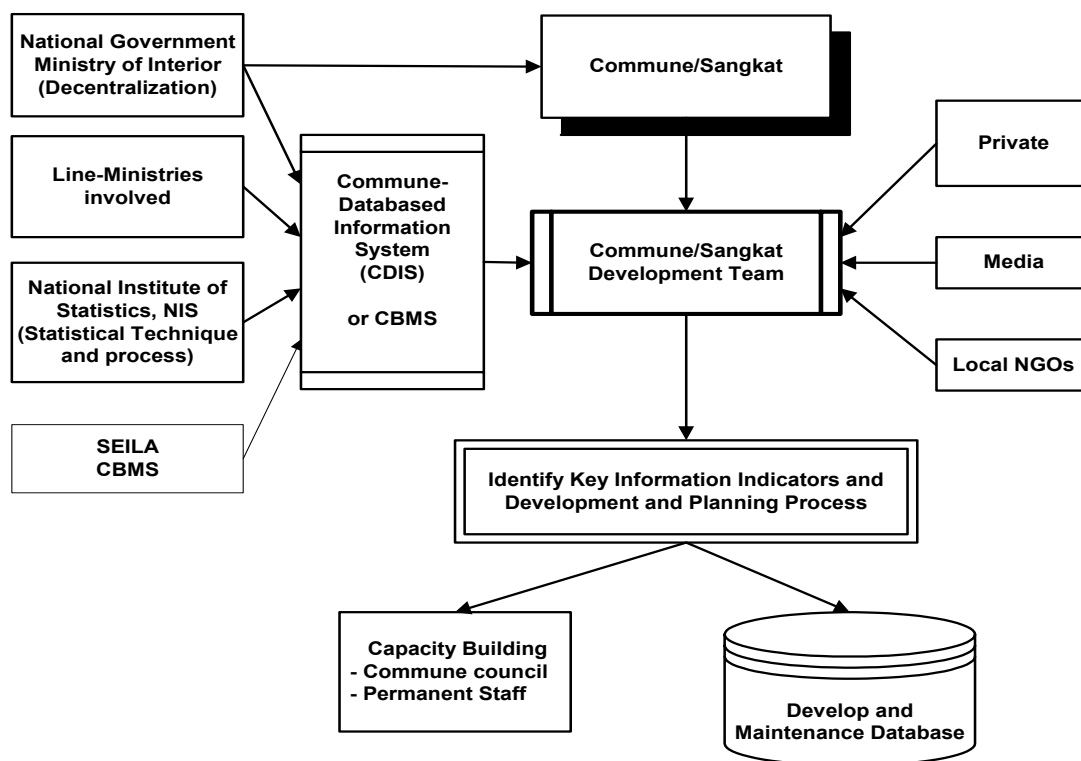 National Government
Ministry of Interior
(Decentralization)
Commune/Sangkat
Line-Ministries
involved
Commune-
Databased
Information
System
(CDIS)
or CBMS
Private
Commune/Sangkat
Development Team
Media
National Institute of
Statistics, NIS
(Statistical Technique
and process)
Local NGOs
SEILA
CBMS
Identify Key Information Indicators and
Development and Planning Process
Capacity Building
- Commune council
- Permanent Staff
Develop and
Maintenance Database